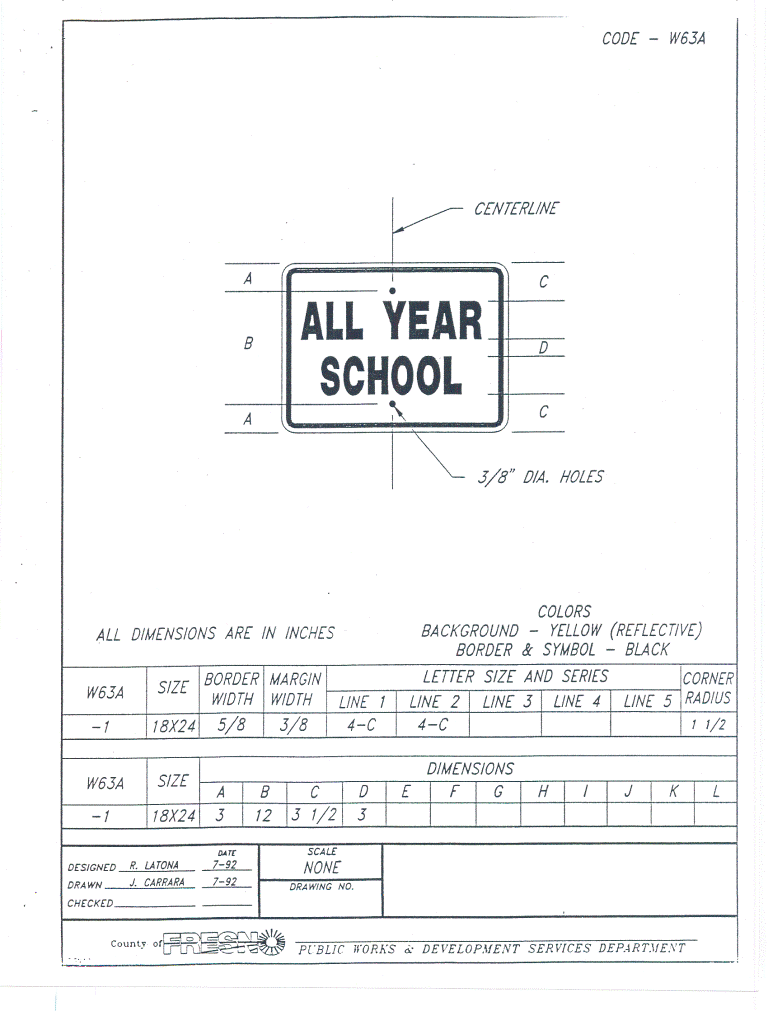 CODE - W63A
CENTERLINE
A
C
ALL YEAR
B
D
SCHOOL
A
C
3/8" DIA. HOLES
COLORS
ALL DIMENSIONS ARE IN INCHES
BACKGROUND - YELLOW (REFLECTIVE)
BORDER & SYMBOL - BLACK
W63A SIZE BORDER WIDTH MARGIN WIDTH LETTER SIZE AND SERIES CORNER RADIUS
LINE 1 LINE 2 LINE 3 LINE 4 LINE 5
-1 18X24 5/8 3/8 4-C 4-C 1 1/2
W63A SIZE DIMENSIONS
A B C D E F G H I J K L
-1 18X24 3 12 3 1/2 3
DATE
DESIGNED R. LATONA 7-92
DRAWN J. CARRARA 7-92
CHECKED
SCALE
NONE
DRAWING NO.
County of FRESNO
PUBLIC WORKS & DEVELOPMENT SERVICES DEPARTMENT